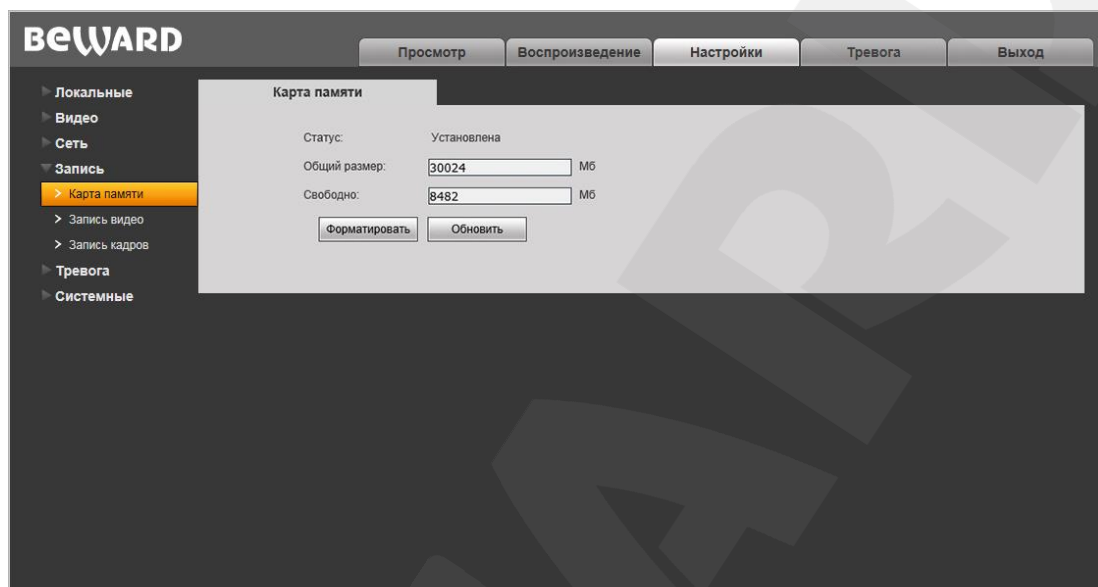 BEWARD
Просмотр Воспроизведение Настройки Тревога Выход
Локальные
Видео
Сеть
Запись
Карта памяти
Запись видео
Запись кадров
Тревога
Системные
Карта памяти
Статус: Установлена
Общий размер: 30024 Мб
Свободно: 8482 Мб
Форматировать Обновить